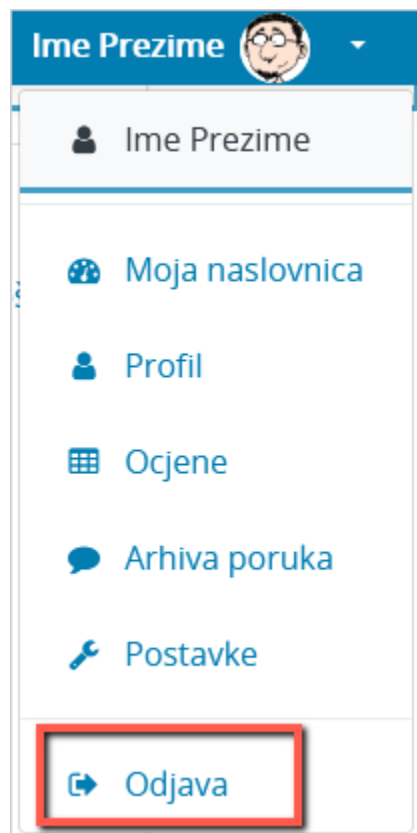 Ime Prezime
Ime Prezime
Moja naslovnica
Profil
Ocjene
Arhiva poruka
Postavke
Odjava